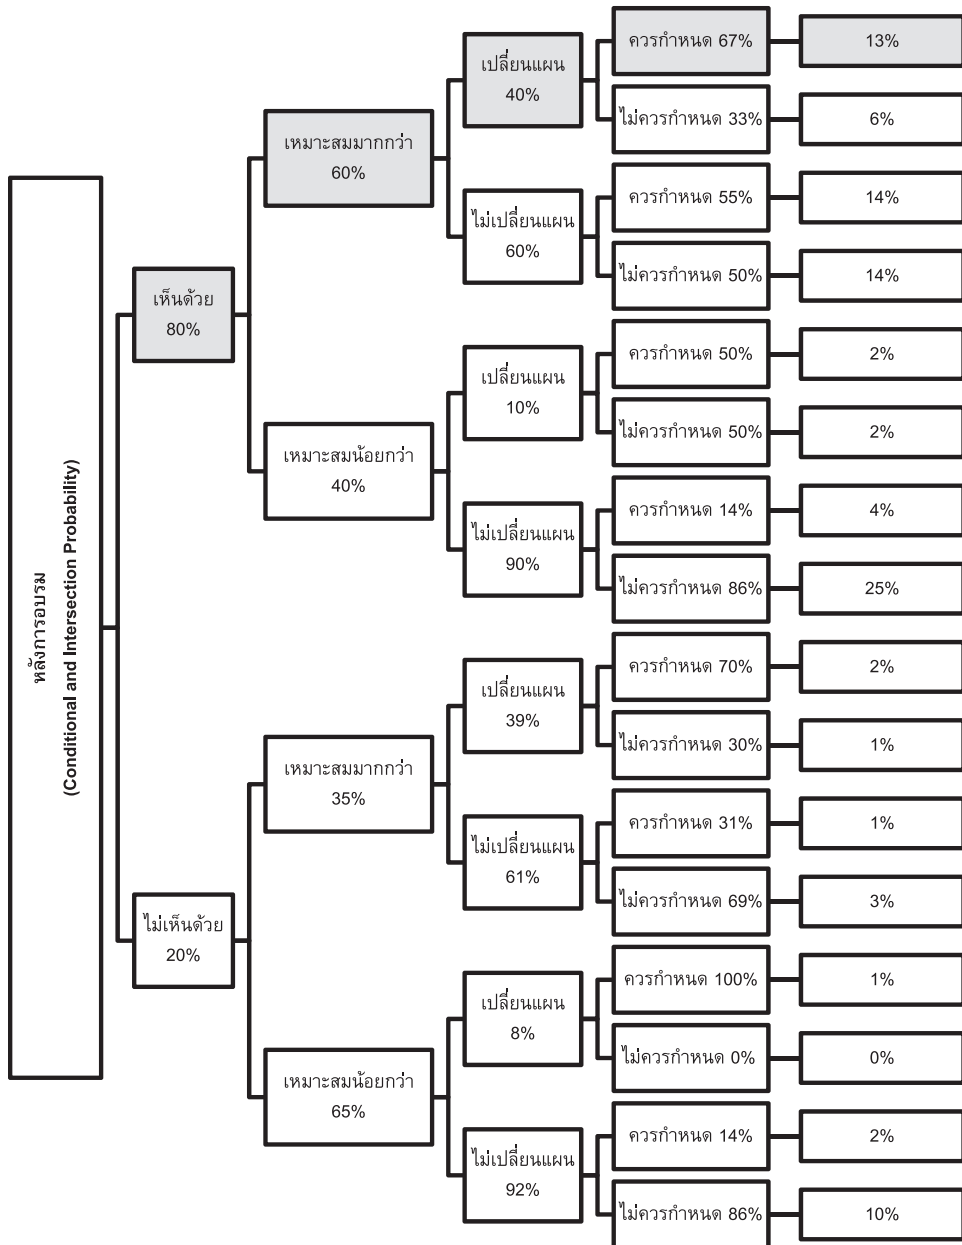 หลังการอบรม
(Conditional and Intersection Probability)
เห็นด้วย
80%
เหมาะสมมากกว่า
60%
เปลี่ยนแผน
40%
ควรกำหนด 67%
13%
ไม่ควรกำหนด 33%
6%
ไม่เปลี่ยนแผน
60%
ควรกำหนด 55%
14%
ไม่ควรกำหนด 50%
14%
เหมาะสมน้อยกว่า
40%
เปลี่ยนแผน
10%
ควรกำหนด 50%
2%
ไม่ควรกำหนด 50%
2%
ไม่เปลี่ยนแผน
90%
ควรกำหนด 14%
4%
ไม่ควรกำหนด 86%
25%
ไม่เห็นด้วย
20%
เหมาะสมมากกว่า
35%
เปลี่ยนแผน
39%
ควรกำหนด 70%
2%
ไม่ควรกำหนด 30%
1%
ไม่เปลี่ยนแผน
61%
ควรกำหนด 31%
1%
ไม่ควรกำหนด 69%
3%
เหมาะสมน้อยกว่า
65%
เปลี่ยนแผน
8%
ควรกำหนด 100%
1%
ไม่ควรกำหนด 0%
0%
ไม่เปลี่ยนแผน
92%
ควรกำหนด 14%
2%
ไม่ควรกำหนด 86%
10%